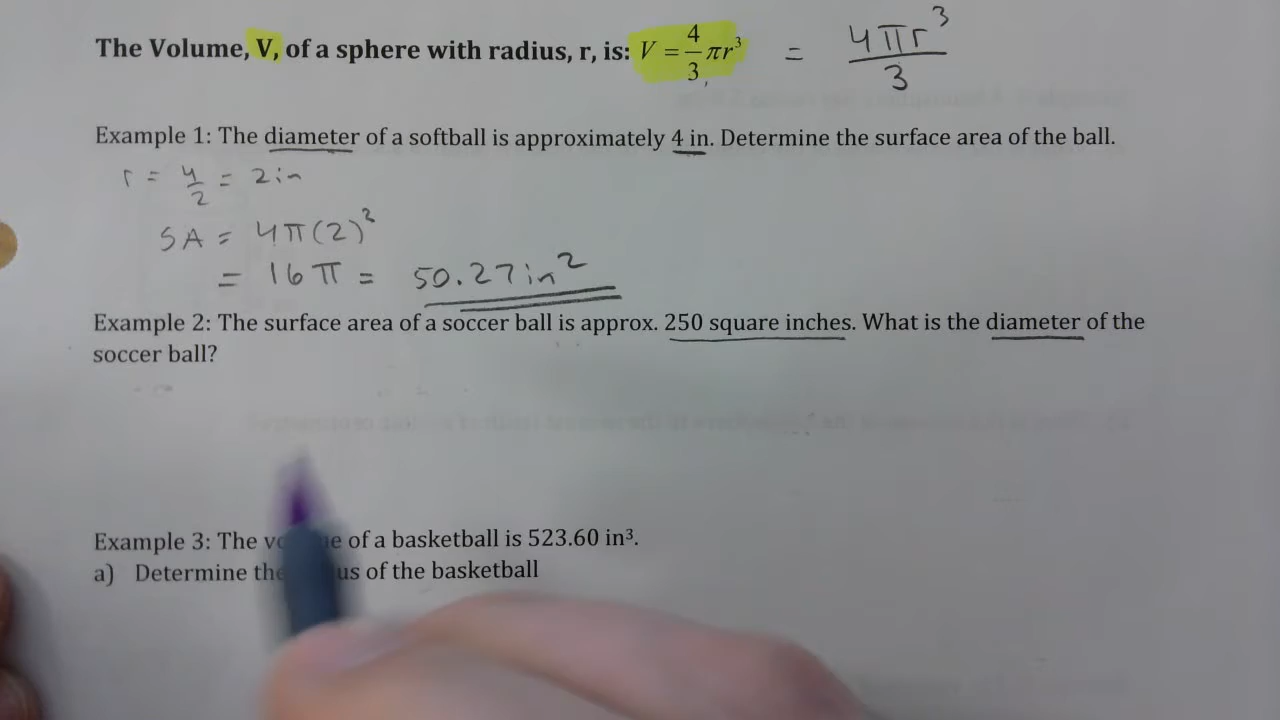 The Volume, V, of a sphere with radius, r, is: V = 4/3 πr³ = 4πr³/3
Example 1: The diameter of a softball is approximately 4 in. Determine the surface area of the ball.
r = 4/2 = 2in
SA = 4π(2)²
= 16π = 50.27in²
Example 2: The surface area of a soccer ball is approx. 250 square inches. What is the diameter of the
soccer ball?
Example 3: The of a basketball is 523.60 in³.
a) Determine the of the basketball